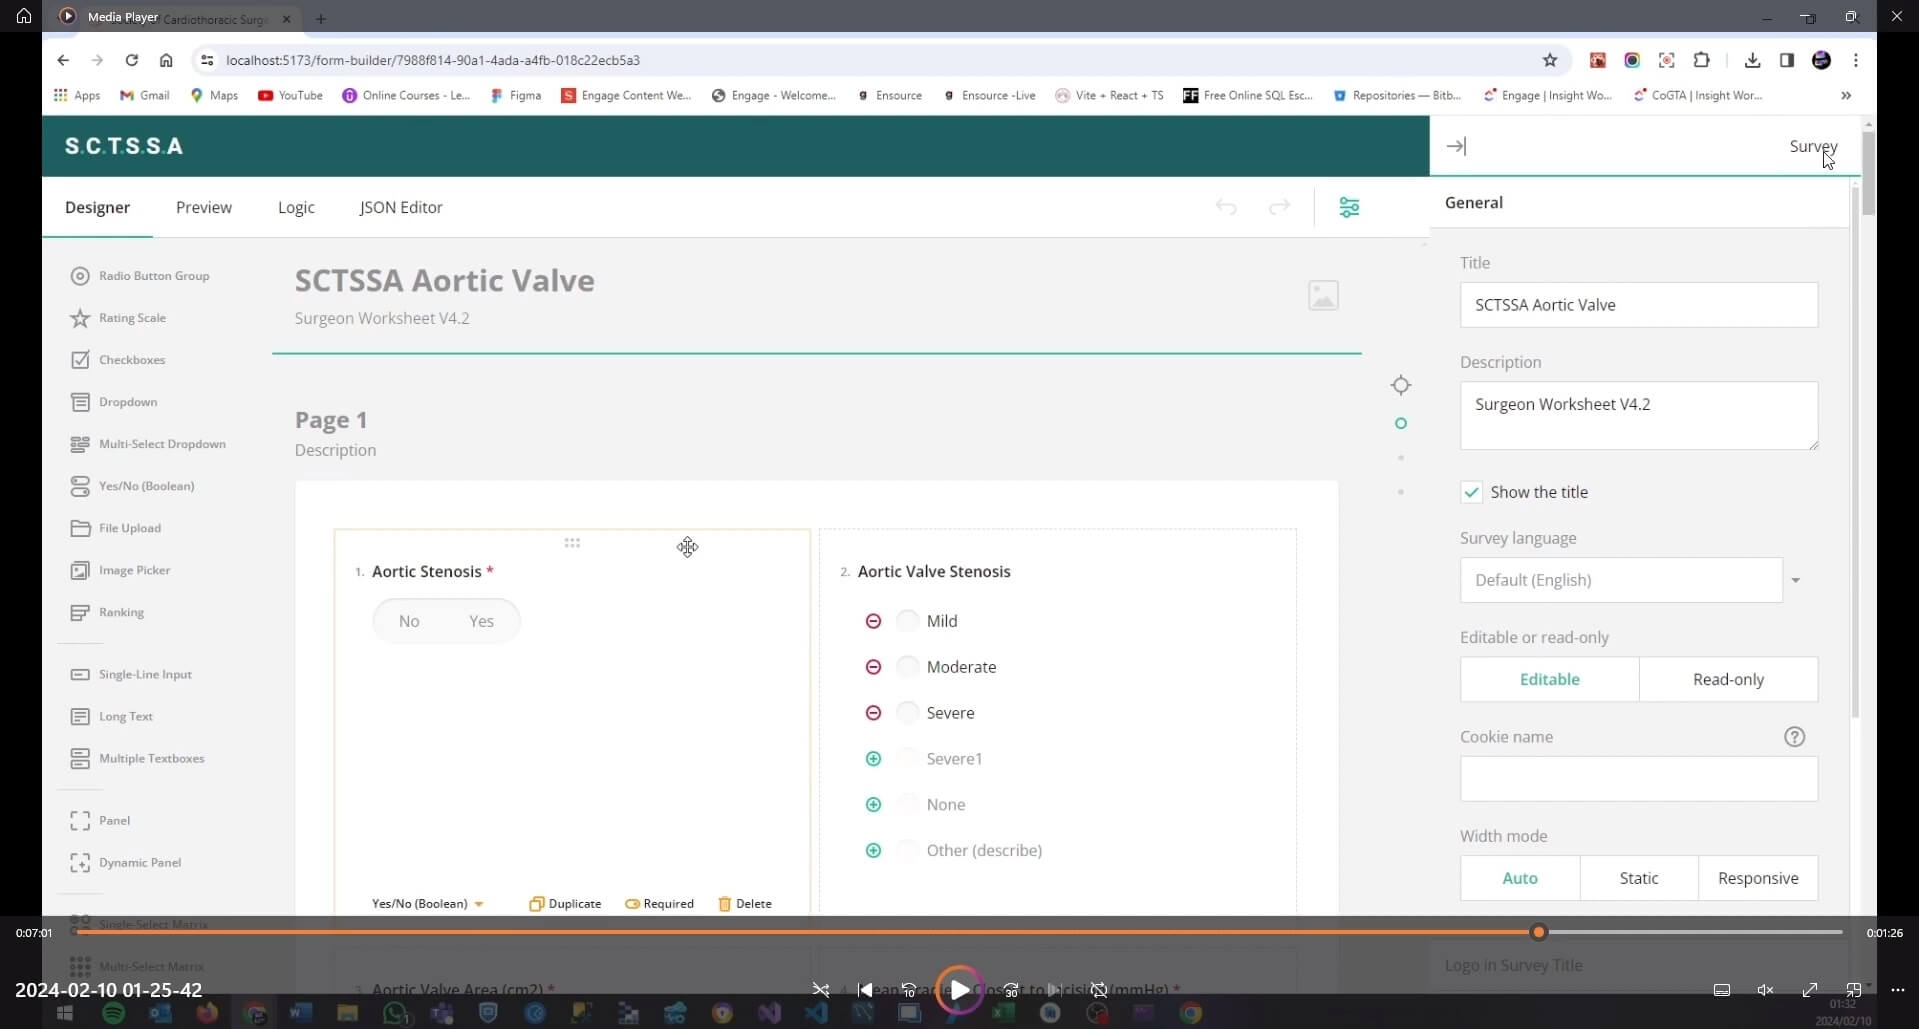 Media Player
Cardiothoracic Surge
localhost:5173/form-builder/7988f814-90a1-4ada-a4fb-018c22ecb5a3
Apps
Gmail
Maps
YouTube
Online Courses - Le...
Figma
Engage Content We...
Engage - Welcome...
Ensource
Ensource -Live
Vite + React + TS
Free Online SQL Esc...
Repositories — Bitb...
Engage | Insight Wo...
CoGTA | Insight Wor...
S.C.T.S.S.A
Survey
Designer
Preview
Logic
JSON Editor
General
Radio Button Group
Rating Scale
Checkboxes
Dropdown
Multi-Select Dropdown
Yes/No (Boolean)
File Upload
Image Picker
Ranking
Single-Line Input
Long Text
Multiple Textboxes
Panel
Dynamic Panel
Single-Select Matrix
Multi-Select Matrix
SCTSSA Aortic Valve
Surgeon Worksheet V4.2
Page 1
Description
1. Aortic Stenosis *
No
Yes
Yes/No (Boolean)
Duplicate
Required
Delete
2. Aortic Valve Stenosis
Mild
Moderate
Severe
Severe1
None
Other (describe)
3. Aortic Valve Area (cm2) *
(mmHg) *
Title
SCTSSA Aortic Valve
Description
Surgeon Worksheet V4.2
Show the title
Survey language
Default (English)
Editable or read-only
Editable
Read-only
Cookie name
Width mode
Auto
Static
Responsive
Logo in Survey Title
0:07:01
0:01:26
2024-02-10 01-25-42
10
30
01:32
2024/02/10